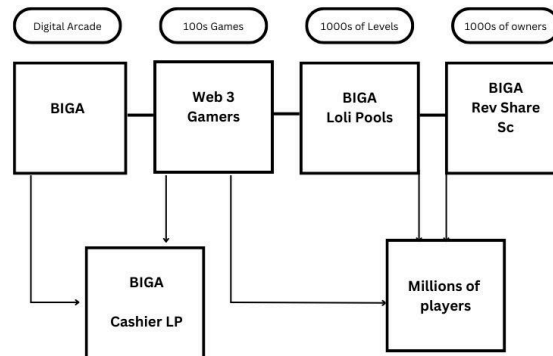 Digital Arcade
100s Games
1000s of Levels
1000s of owners
BIGA
Web 3
Gamers
BIGA
Loli Pools
BIGA
Rev Share
Sc
BIGA
Cashier LP
Millions of
players